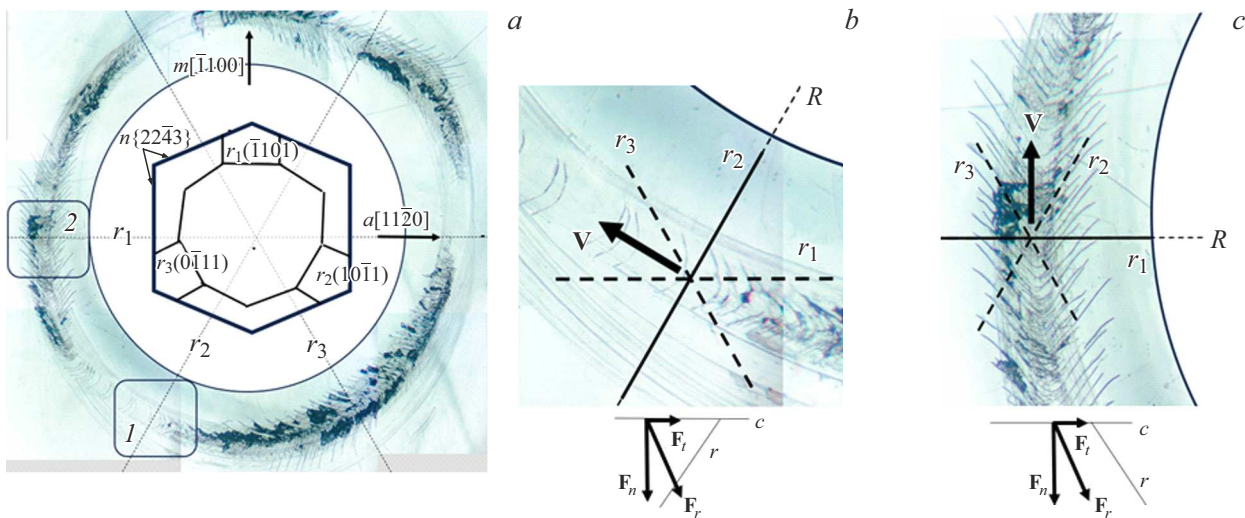 a
m[1̄100]
n{224̄3}
r₁(1̄101̄)
2
r₁
a[112̄0]
r₃(01̄11)
r₂(101̄1)
r₂
r₃
1
b
R
r₃
r₂
V
r₁
c
Fₜ
r
Fₙ
Fᵣ
c
V
r₃
r₂
R
r₁
c
Fₜ
r
Fₙ
Fᵣ